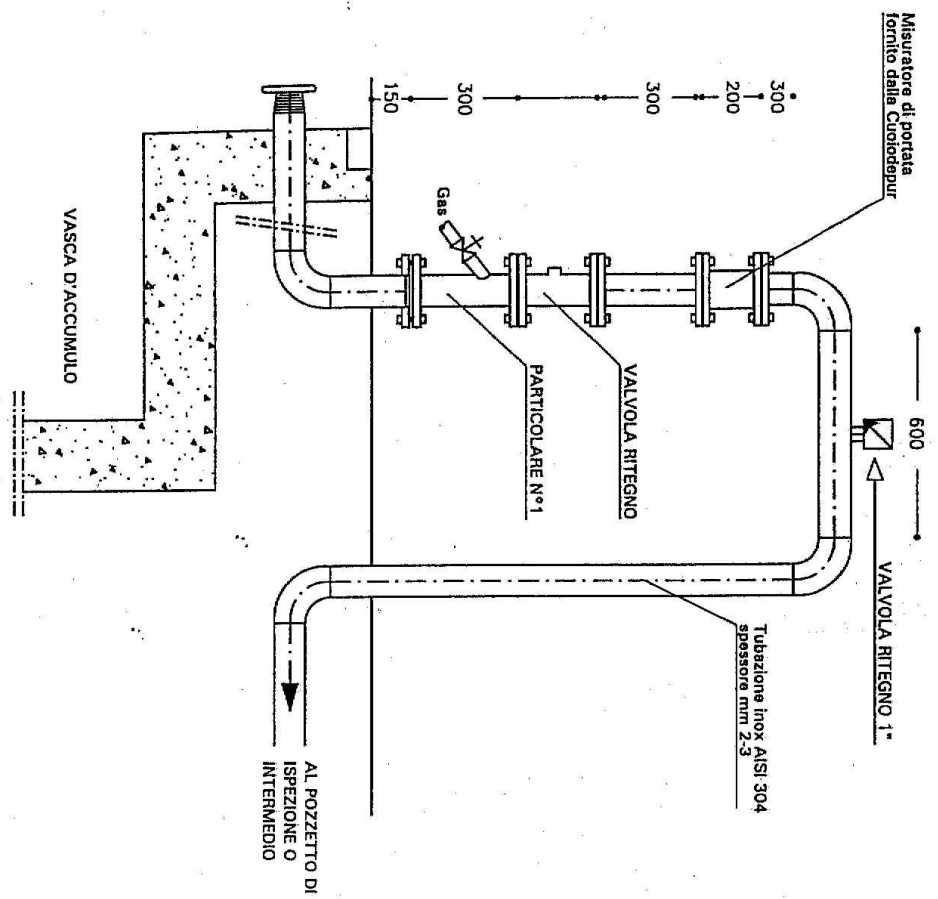 Misuratore di portata
fornito dalla Cuoiodepur
150
300
300
200
300
600
Gas
VALVOLA RITEGNO 1"
VALVOLA RITEGNO
PARTICOLARE N°1
Tubazione inox AISI 304
spessore mm 2-3
VASCA D'ACCUMULO
AL POZZETTO DI
ISPEZIONE O
INTERMEDIO